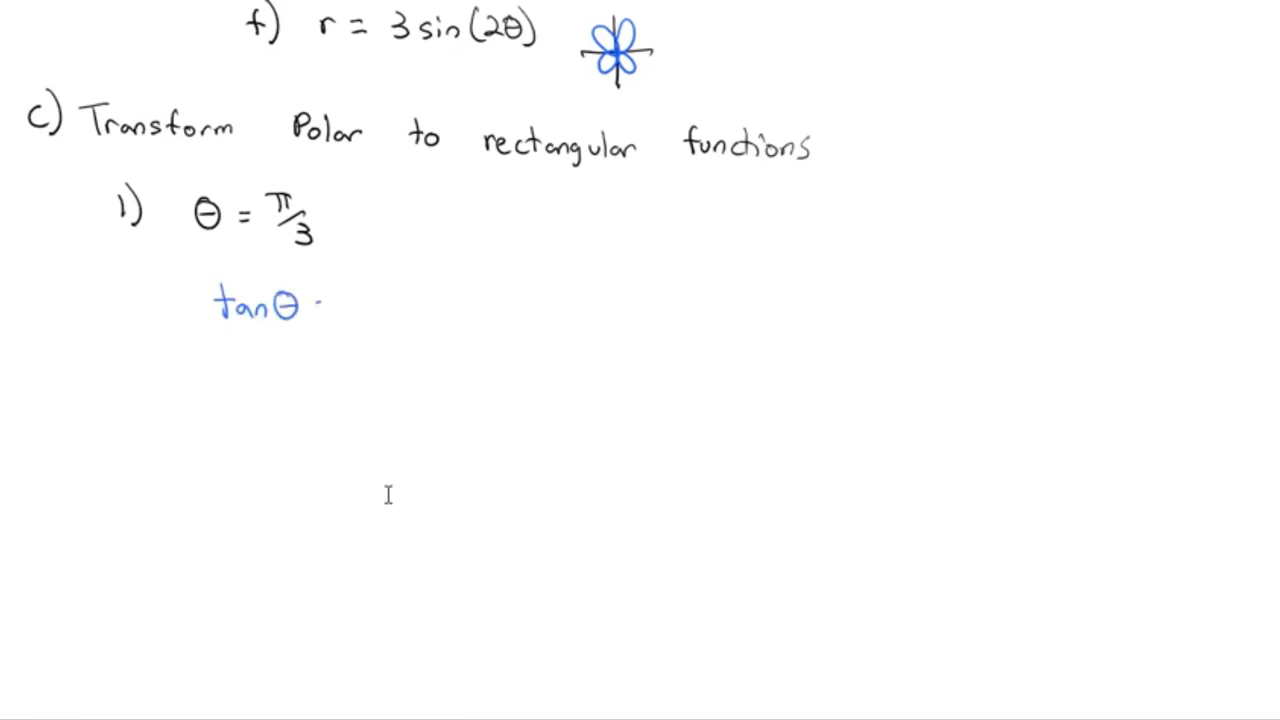 f) r = 3 sin(2θ)
c) Transform Polar to rectangular functions
1) θ = π/3
tanθ